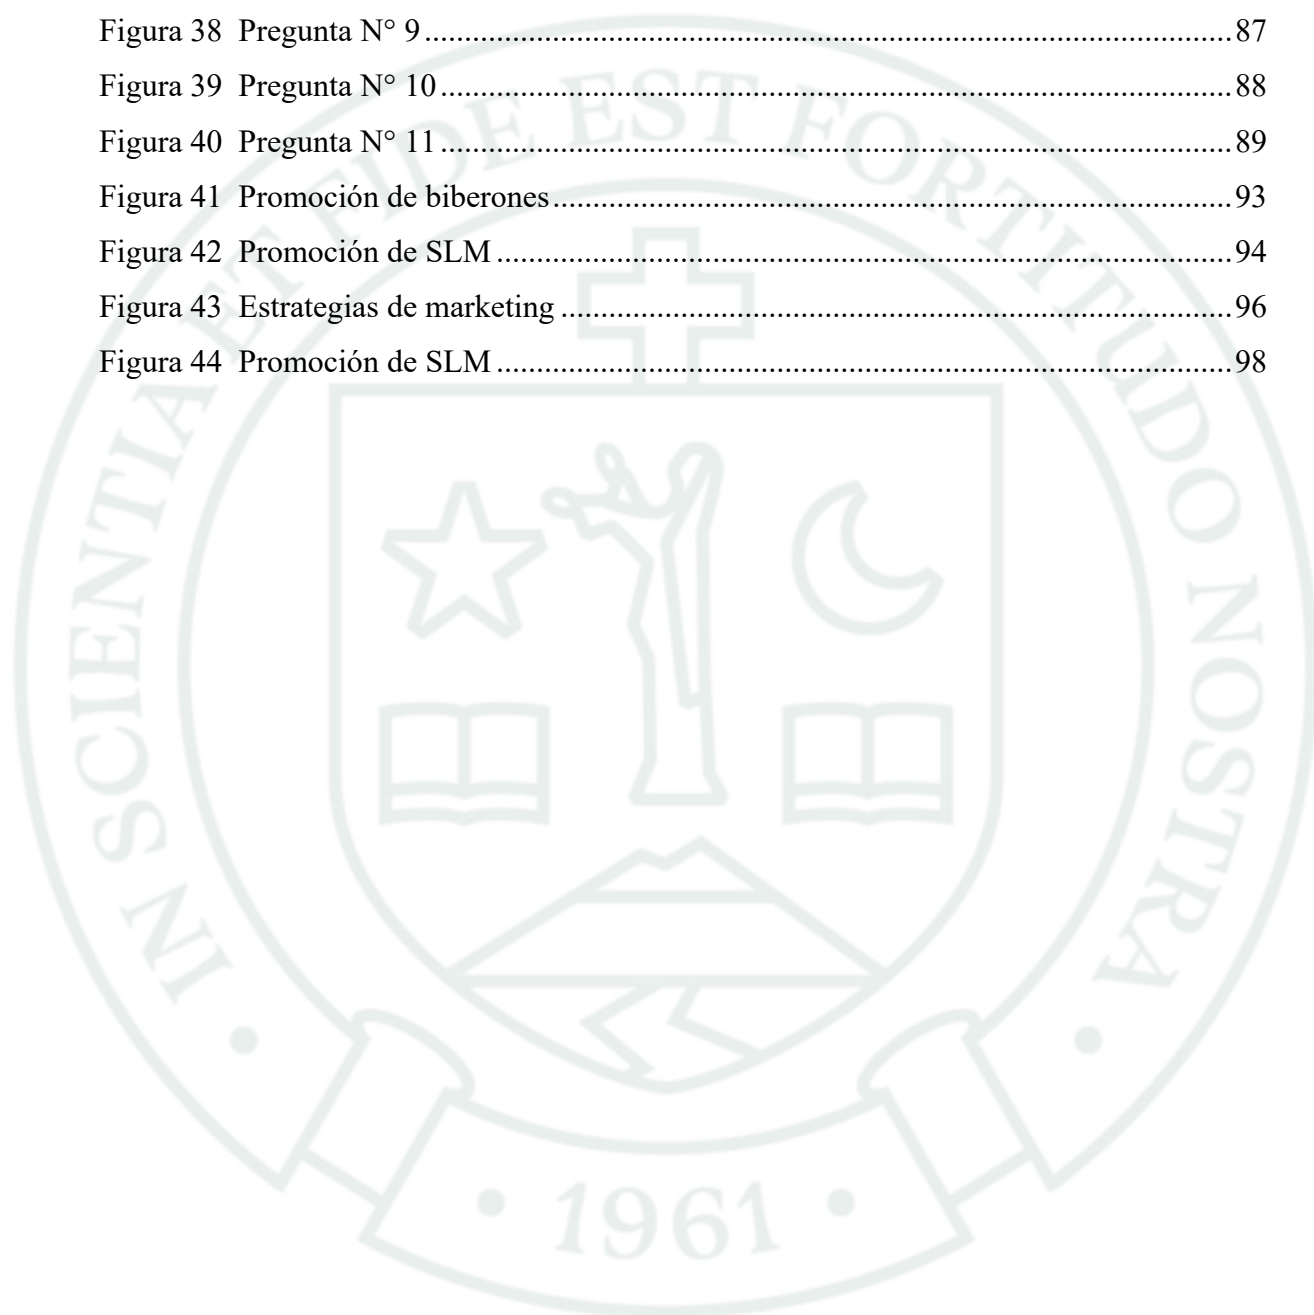 Figura 38 Pregunta N° 9........87
Figura 39 Pregunta N° 10........88
Figura 40 Pregunta N° 11........89
Figura 41 Promoción de biberones........93
Figura 42 Promoción de SLM........94
Figura 43 Estrategias de marketing........96
Figura 44 Promoción de SLM........98
IN SCIENTIA ET FIDE EST FORTITUDO NOSTRA
• 1961 •